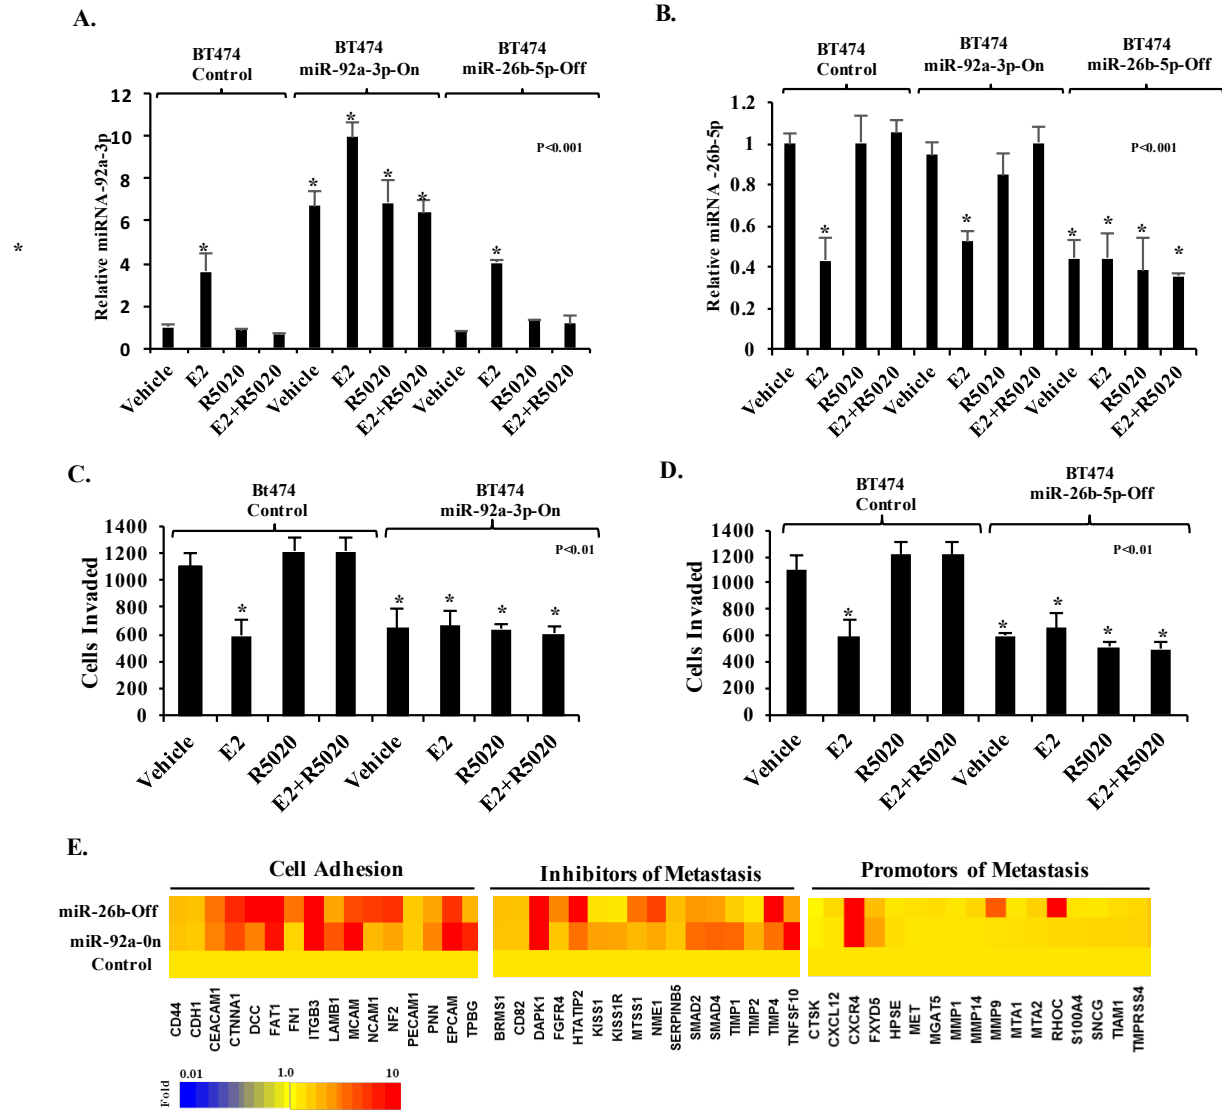 A.
BT474
Control
BT474
miR-92a-3p-On
BT474
miR-26b-5p-Off
Relative miRNA-92a-3p
12
10
8
6
4
2
0
P<0.001
*
*
*
*
*
*
*
Vehicle
E2
R5020
E2+R5020
Vehicle
E2
R5020
E2+R5020
Vehicle
E2
R5020
E2+R5020
B.
BT474
Control
BT474
miR-92a-3p-On
BT474
miR-26b-5p-Off
Relative miRNA -26b-5p
1.2
1
0.8
0.6
0.4
0.2
0
P<0.001
*
*
*
*
*
*
Vehicle
E2
R5020
E2+R5020
Vehicle
E2
R5020
E2+R5020
Vehicle
E2
R5020
E2+R5020
C.
Bt474
Control
BT474
miR-92a-3p-On
Cells Invaded
1400
1200
1000
800
600
400
200
0
P<0.01
*
*
*
*
*
Vehicle
E2
R5020
E2+R5020
Vehicle
E2
R5020
E2+R5020
D.
BT474
Control
BT474
miR-26b-5p-Off
Cells Invaded
1400
1200
1000
800
600
400
200
0
P<0.01
*
*
*
*
*
Vehicle
E2
R5020
E2+R5020
Vehicle
E2
R5020
E2+R5020
E.
Cell Adhesion
Inhibitors of Metastasis
Promotors of Metastasis
miR-26b-Off
miR-92a-0n
Control
CD44
CDH1
CEACAM1
CTNNA1
DCC
FAT1
FN1
ITGB3
LAMB1
MCAM
NCAM1
NF2
PECAM1
PNN
EPCAM
TPBG
BRMS1
CD82
DAPK1
FGFR4
HTATIP2
KISS1
KISS1R
MTSS1
NME1
SERPINB5
SMAD2
SMAD4
TIMP1
TIMP2
TIMP4
TNFSF10
CTSK
CXCL12
CXCR4
FXYD5
HPSE
MET
MGAT5
MMP1
MMP14
MMP9
MTA1
MTA2
RHOC
S100A4
SNCG
TIAM1
TMPRSS4
Fold
0.01
1.0
10